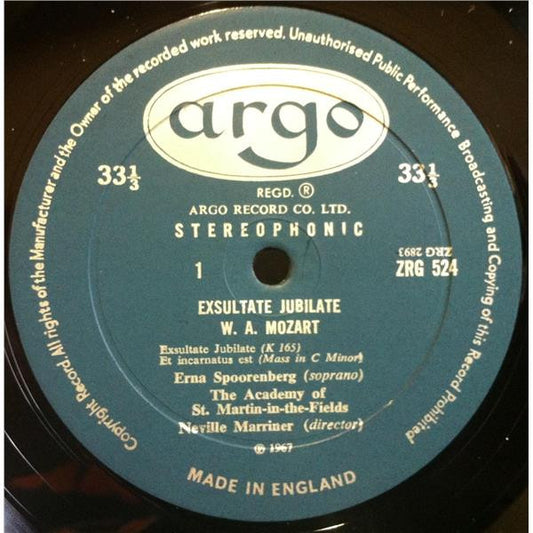 Copyright Record. All rights of the Manufacturer and the Owner of the recorded work reserved. Unauthorised Public Performance Broadcasting and Copying of this Record Prohibited
argo
33⅓
33⅓
REGD. ®
ARGO RECORD CO. LTD.
STEREOPHONIC
1
ZRG 2893
ZRG 524
EXSULTATE JUBILATE
W. A. MOZART
Exsultate Jubilate (K 165)
Et incarnatus est (Mass in C Minor)
Erna Spoorenberg (soprano)
The Academy of
St. Martin-in-the-Fields
Neville Marriner (director)
℗ 1967
MADE IN ENGLAND